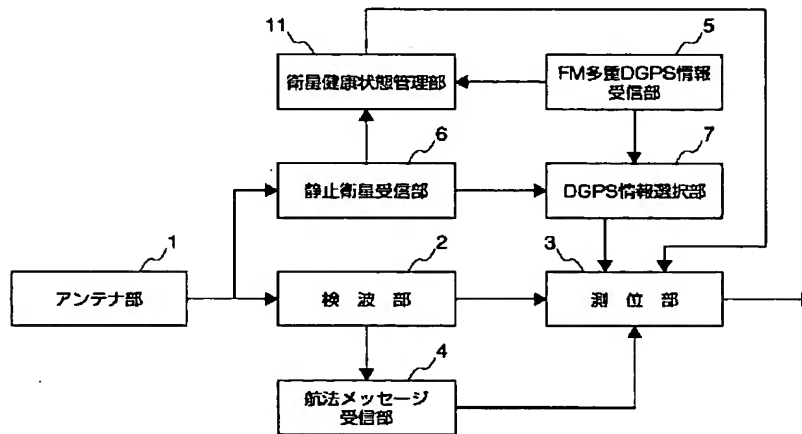 11
衛星健康状態管理部
5
FM多重DGPS情報
受信部
6
静止衛星受信部
7
DGPS情報選択部
1
アンテナ部
2
検波部
3
測位部
4
航法メッセージ
受信部